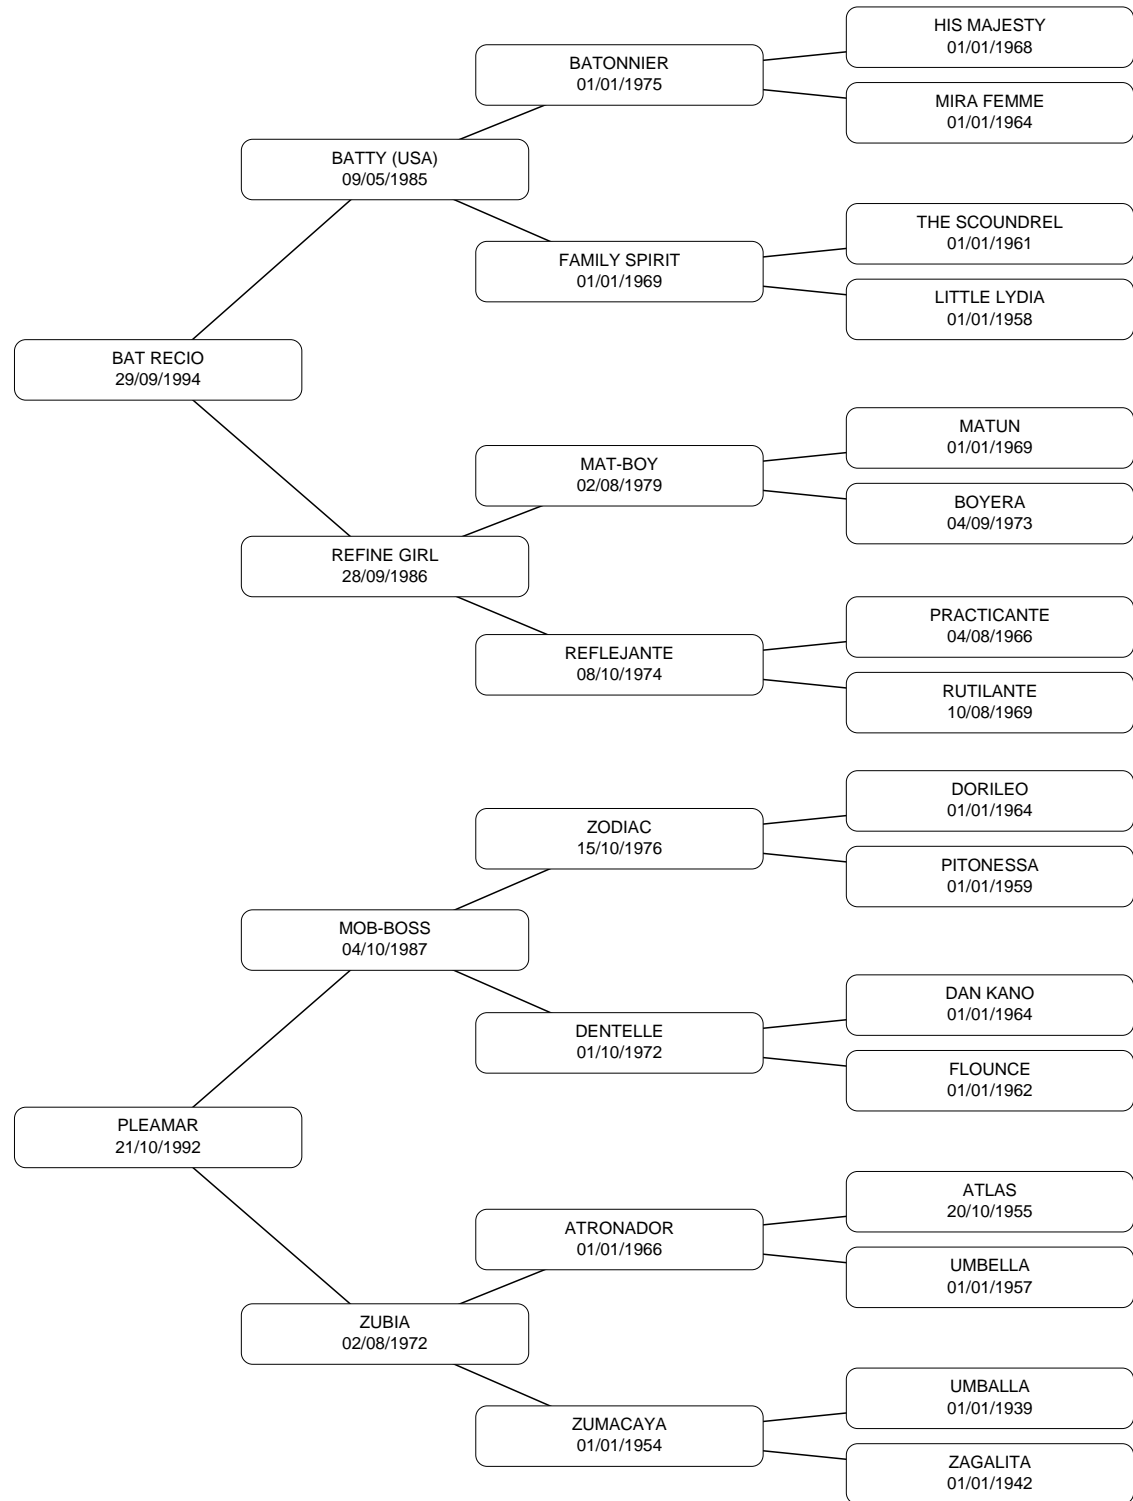 HIS MAJESTY
01/01/1968
BATONNIER
01/01/1975
MIRA FEMME
01/01/1964
BATTY (USA)
09/05/1985
THE SCOUNDREL
01/01/1961
FAMILY SPIRIT
01/01/1969
LITTLE LYDIA
01/01/1958
BAT RECIO
29/09/1994
MATUN
01/01/1969
MAT-BOY
02/08/1979
BOYERA
04/09/1973
REFINE GIRL
28/09/1986
PRACTICANTE
04/08/1966
REFLEJANTE
08/10/1974
RUTILANTE
10/08/1969
DORILEO
01/01/1964
ZODIAC
15/10/1976
PITONESSA
01/01/1959
MOB-BOSS
04/10/1987
DAN KANO
01/01/1964
DENTELLE
01/10/1972
FLOUNCE
01/01/1962
PLEAMAR
21/10/1992
ATLAS
20/10/1955
ATRONADOR
01/01/1966
UMBELLA
01/01/1957
ZUBIA
02/08/1972
UMBALLA
01/01/1939
ZUMACAYA
01/01/1954
ZAGALITA
01/01/1942